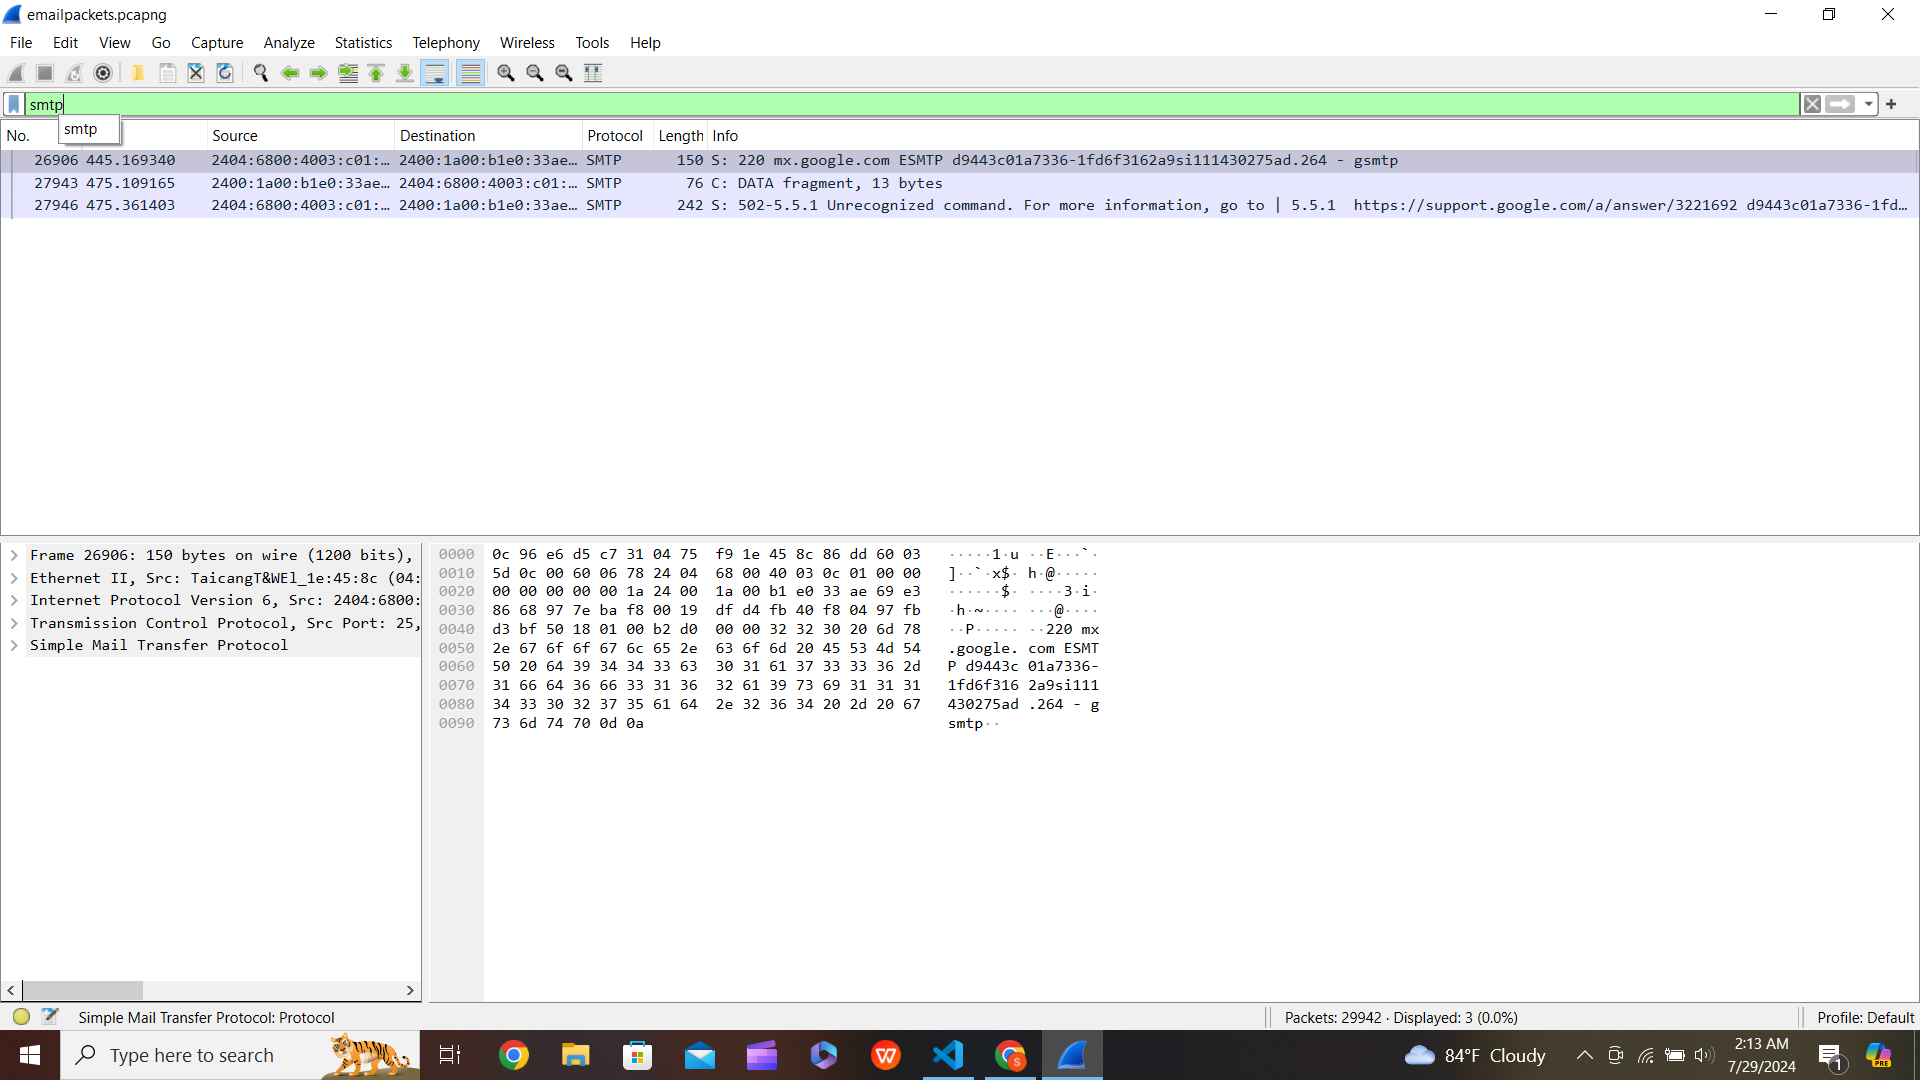 emailpackets.pcapng
File Edit View Go Capture Analyze Statistics Telephony Wireless Tools Help
smtp
smtp
No. Source Destination Protocol Length Info
26906 445.169340 2404:6800:4003:c01:… 2400:1a00:b1e0:33ae… SMTP 150 S: 220 mx.google.com ESMTP d9443c01a7336-1fd6f3162a9si111430275ad.264 - gsmtp
27943 475.109165 2400:1a00:b1e0:33ae… 2404:6800:4003:c01:… SMTP 76 C: DATA fragment, 13 bytes
27946 475.361403 2404:6800:4003:c01:… 2400:1a00:b1e0:33ae… SMTP 242 S: 502-5.5.1 Unrecognized command. For more information, go to | 5.5.1  https://support.google.com/a/answer/3221692 d9443c01a7336-1fd…
Frame 26906: 150 bytes on wire (1200 bits),
Ethernet II, Src: TaicangT&WEl_1e:45:8c (04:
Internet Protocol Version 6, Src: 2404:6800:
Transmission Control Protocol, Src Port: 25,
Simple Mail Transfer Protocol
0000 0c 96 e6 d5 c7 31 04 75 f9 1e 45 8c 86 dd 60 03 ·····1·u ··E···`·
0010 5d 0c 00 60 06 78 24 04 68 00 40 03 0c 01 00 00 ]··`·x$· h·@·····
0020 00 00 00 00 00 1a 24 00 1a 00 b1 e0 33 ae 69 e3 ······$· ····3·i·
0030 86 68 97 7e ba f8 00 19 df d4 fb 40 f8 04 97 fb ·h·~···· ···@····
0040 d3 bf 50 18 01 00 b2 d0 00 00 32 32 30 20 6d 78 ··P····· ··220 mx
0050 2e 67 6f 6f 67 6c 65 2e 63 6f 6d 20 45 53 4d 54 .google. com ESMT
0060 50 20 64 39 34 34 33 63 30 31 61 37 33 33 36 2d P d9443c 01a7336-
0070 31 66 64 36 66 33 31 36 32 61 39 73 69 31 31 31 1fd6f316 2a9si111
0080 34 33 30 32 37 35 61 64 2e 32 36 34 20 2d 20 67 430275ad .264 - g
0090 73 6d 74 70 0d 0a smtp··
Simple Mail Transfer Protocol: Protocol
Packets: 29942 · Displayed: 3 (0.0%)
Profile: Default
Type here to search
84°F Cloudy
2:13 AM
7/29/2024
1
PRE